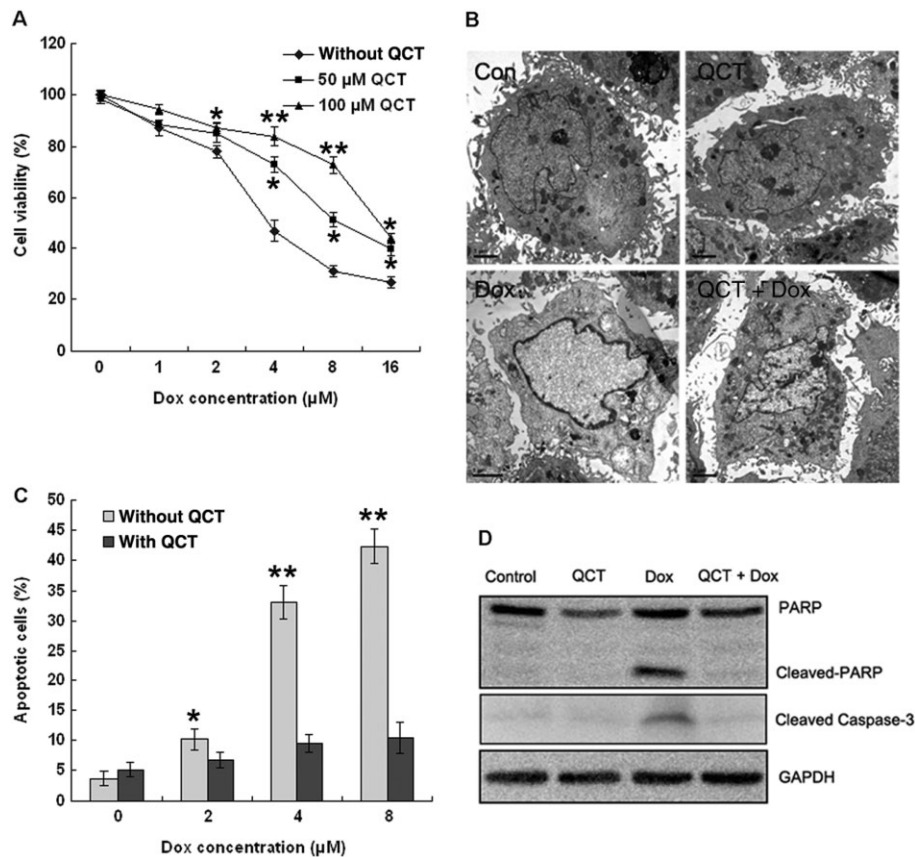 A
Without QCT
50 µM QCT
100 µM QCT
Cell viability (%)
120
100
80
60
40
20
0
* ** **
* * * *
0 1 2 4 8 16
Dox concentration (µM)
B
Con
QCT
Dox
QCT + Dox
C
Without QCT
With QCT
Apoptotic cells (%)
50
45
40
35
30
25
20
15
10
5
0
* ** **
0 2 4 8
Dox concentration (µM)
D
Control QCT Dox QCT + Dox
PARP
Cleaved-PARP
Cleaved Caspase-3
GAPDH